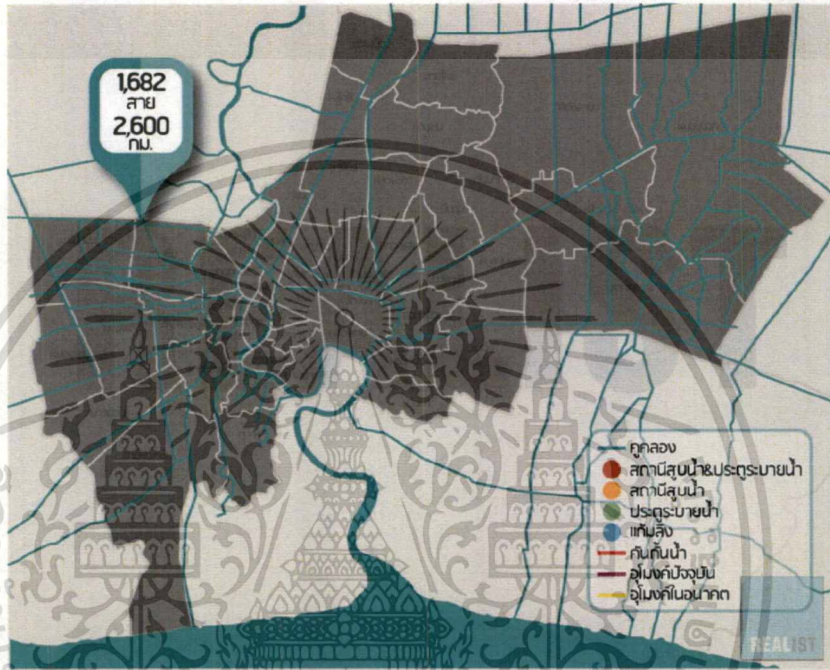 1,682
สาย
2,600
กม.
คูคลอง
สถานีสูบน้ำ&ประตูระบายน้ำ
สถานีสูบน้ำ
ประตูระบายน้ำ
แก้มลิง
คันกั้นน้ำ
อุโมงค์ปัจจุบัน
อุโมงค์ในอนาคต
REALIST